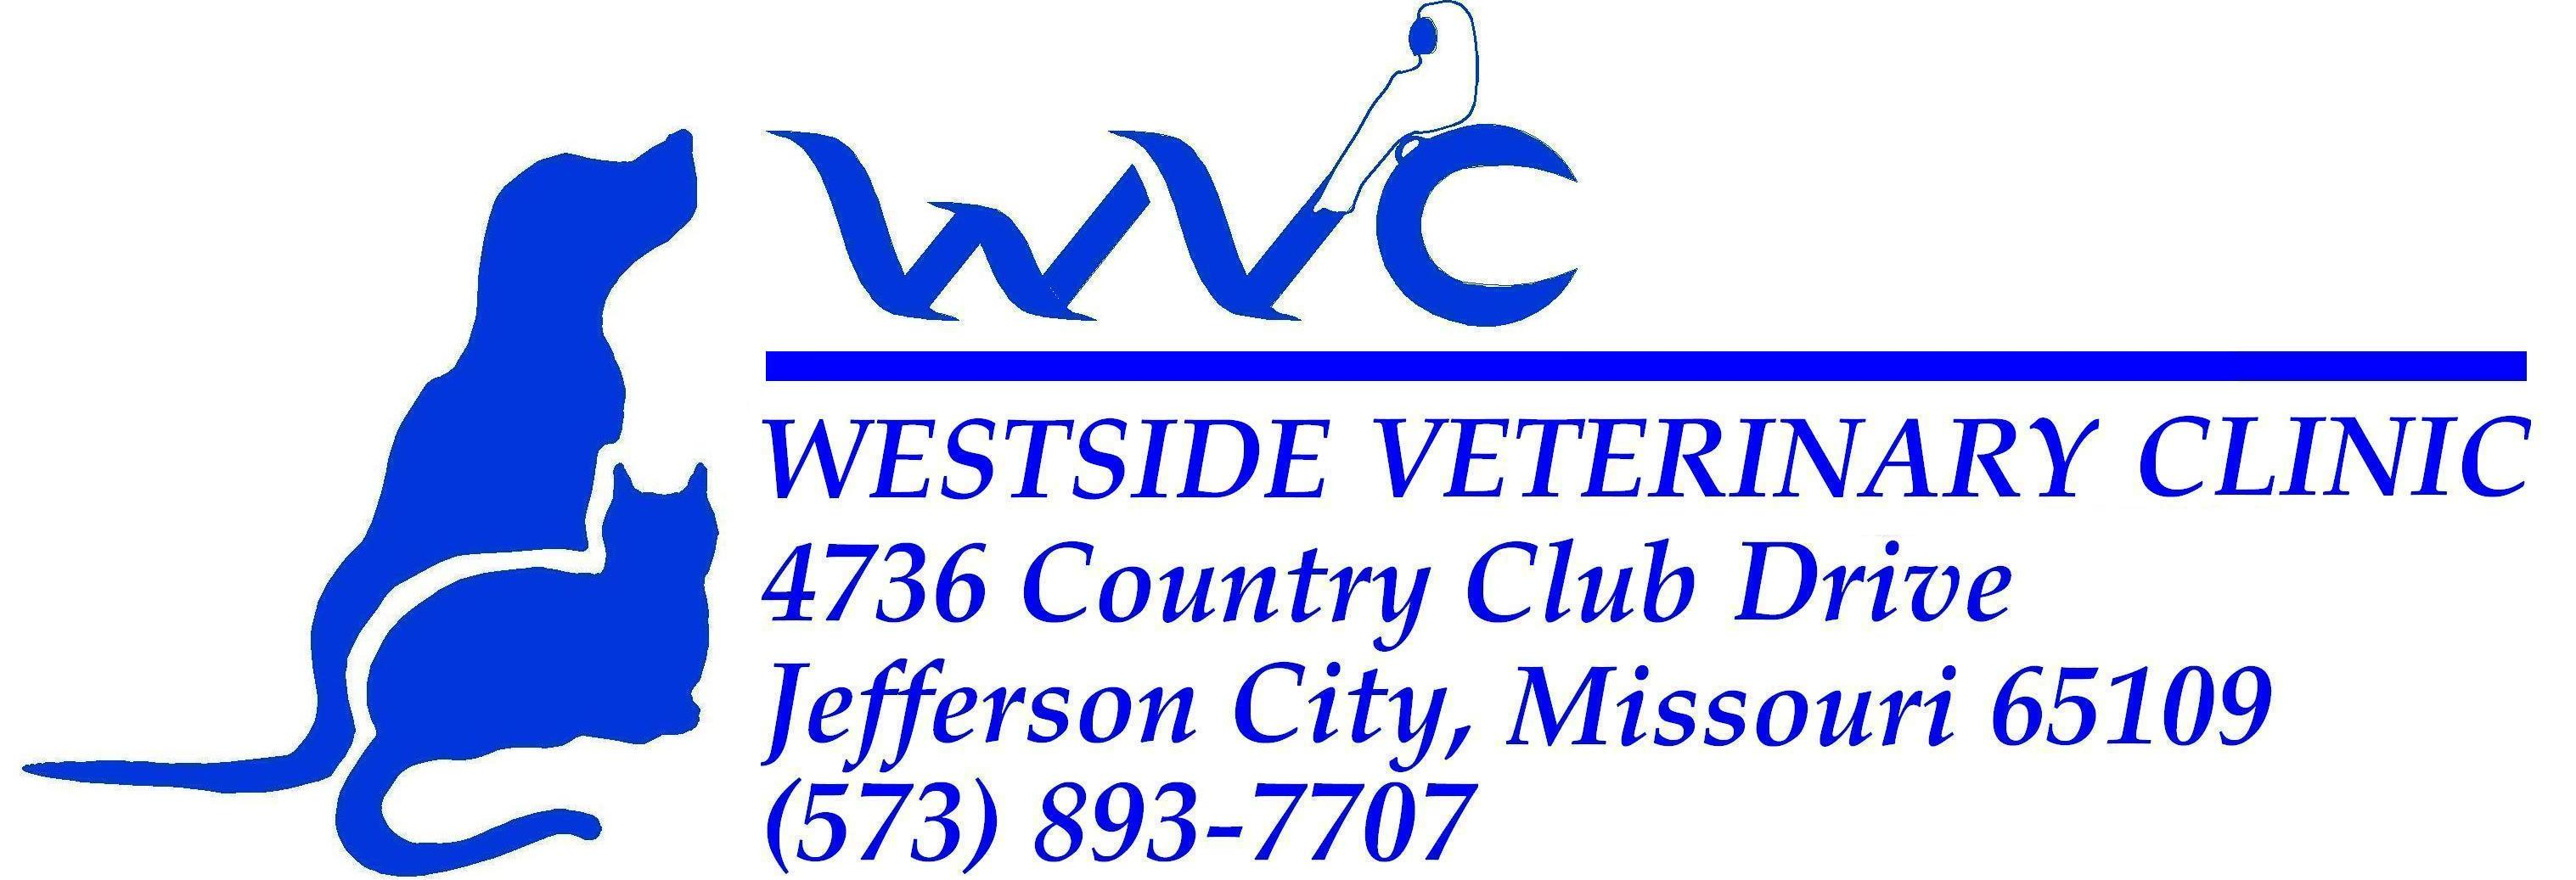 WVC
WESTSIDE VETERINARY CLINIC
4736 Country Club Drive
Jefferson City, Missouri 65109
(573) 893-7707